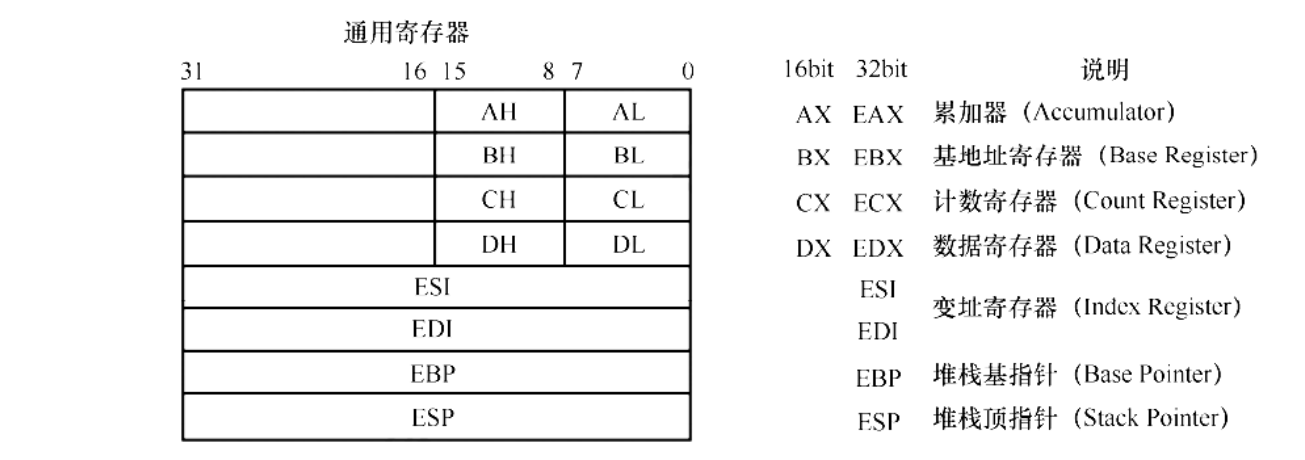 通用寄存器
31 16 15 8 7 0 16bit 32bit 说明
AH AL AX EAX 累加器（Accumulator）
BH BL BX EBX 基地址寄存器（Base Register）
CH CL CX ECX 计数寄存器（Count Register）
DH DL DX EDX 数据寄存器（Data Register）
ESI ESI
变址寄存器（Index Register）
EDI EDI
EBP EBP 堆栈基指针（Base Pointer）
ESP ESP 堆栈顶指针（Stack Pointer）